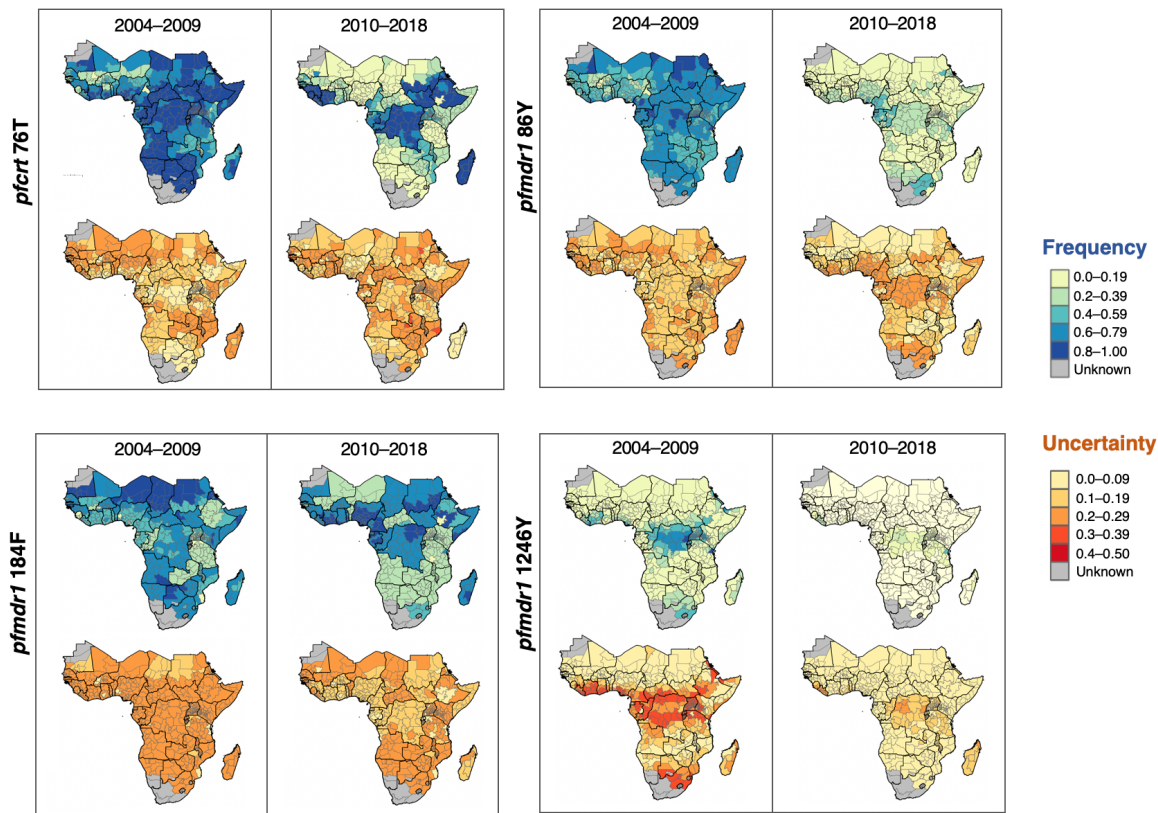 2004–2009
2010–2018
pfcrt 76T
2004–2009
2010–2018
pfmdr1 86Y
Frequency
0.0–0.19
0.2–0.39
0.4–0.59
0.6–0.79
0.8–1.00
Unknown
2004–2009
2010–2018
pfmdr1 184F
2004–2009
2010–2018
pfmdr1 1246Y
Uncertainty
0.0–0.09
0.1–0.19
0.2–0.29
0.3–0.39
0.4–0.50
Unknown